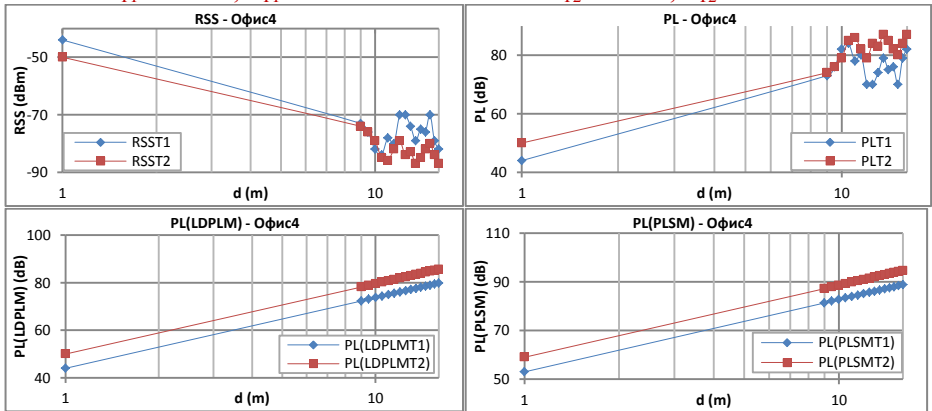 RSS - Офис4
RSS (dBm)
-50
-70
-90
RSST1
RSST2
1
10
d (m)
PL - Офис4
PL (dB)
80
60
40
PLT1
PLT2
1
10
d (m)
PL(LDPLM) - Офис4
PL(LDPLM) (dB)
100
80
60
40
PL(LDPLMT1)
PL(LDPLMT2)
1
10
d (m)
PL(PLSM) - Офис4
PL(PLSM) (dB)
110
90
70
50
PL(PLSMT1)
PL(PLSMT2)
1
10
d (m)